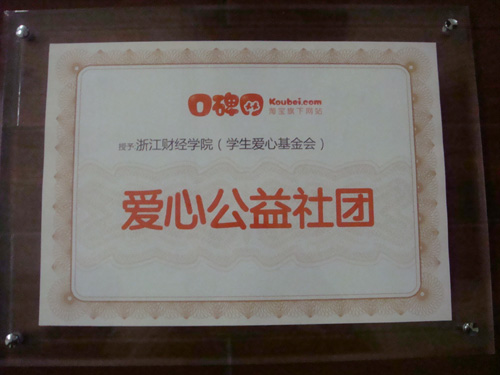 口碑网 Koubei.com
淘宝旗下网站
授予 浙江财经学院（学生爱心基金会）
爱心公益社团